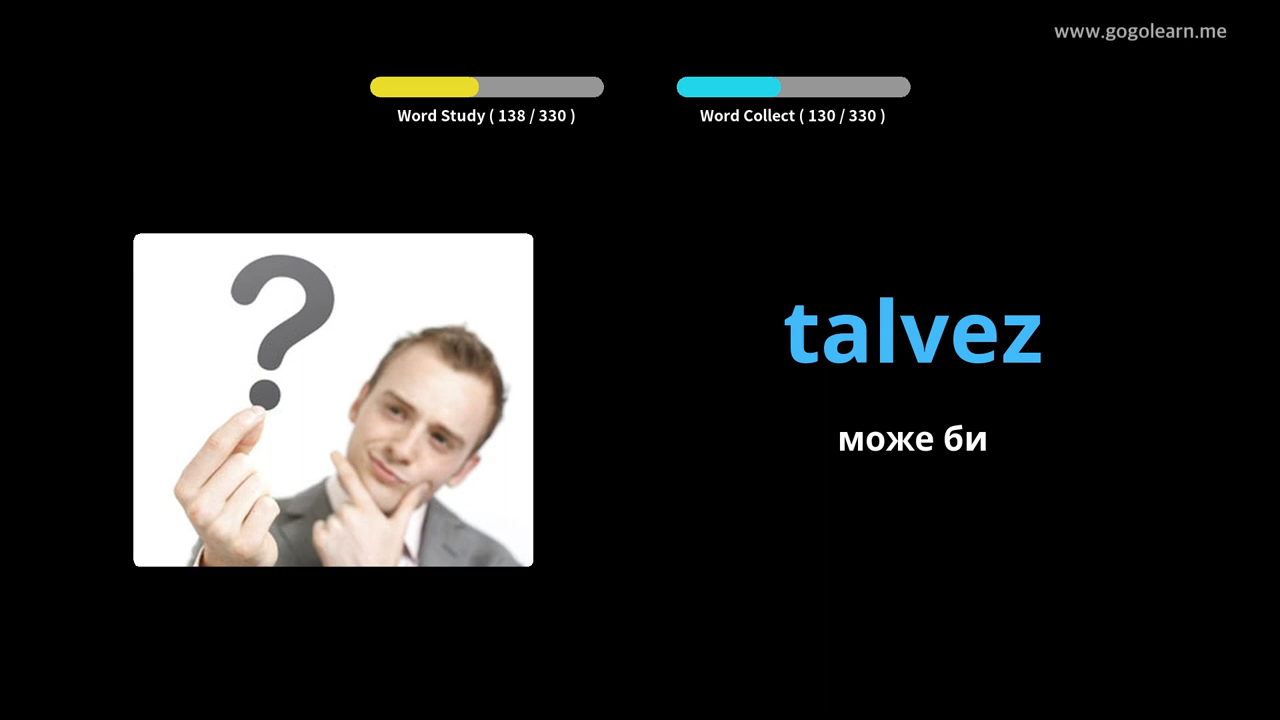 www.gogolearn.me
Word Study ( 138 / 330 )
Word Collect ( 130 / 330 )
?
talvez
може би